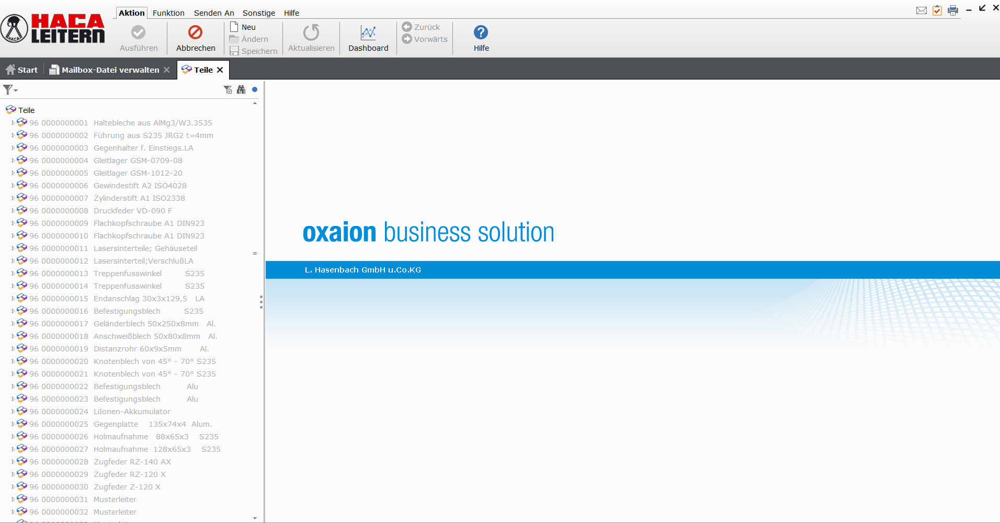 HACA
LEITERN
HACA
Aktion Funktion Senden An Sonstige Hilfe
Ausführen
Abbrechen
Neu
Ändern
Speichern
Aktualisieren
Dashboard
Zurück
Vorwärts
Hilfe
Start Mailbox-Datei verwalten Teile
Teile
96 0000000001 Haltebleche aus AlMg3/W3.3535
96 0000000002 Führung aus S235 JRG2 t=4mm
96 0000000003 Gegenhalter f. Einstiegs.LA
96 0000000004 Gleitlager GSM-0709-08
96 0000000005 Gleitlager GSM-1012-20
96 0000000006 Gewindestift A2 ISO4028
96 0000000007 Zylinderstift A1 ISO2338
96 0000000008 Druckfeder VD-090 F
96 0000000009 Flachkopfschraube A1 DIN923
96 0000000010 Flachkopfschraube A1 DIN923
96 0000000011 Lasersinterteile; Gehäuseteil
96 0000000012 Lasersinterteil;VerschlußLA
96 0000000013 Treppenfusswinkel S235
96 0000000014 Treppenfusswinkel S235
96 0000000015 Endanschlag 30x3x129,5 LA
96 0000000016 Befestigungsblech S235
96 0000000017 Geländerblech 50x250x8mm Al.
96 0000000018 Anschweißblech 50x80x8mm Al.
96 0000000019 Distanzrohr 60x9x5mm Al.
96 0000000020 Knotenblech von 45° - 70° S235
96 0000000021 Knotenblech von 45° - 70° S235
96 0000000022 Befestigungsblech Alu
96 0000000023 Befestigungsblech Alu
96 0000000024 LiIonen-Akkumulator
96 0000000025 Gegenplatte 135x74x4 Alum.
96 0000000026 Holmaufnahme 88x65x3 S235
96 0000000027 Holmaufnahme 128x65x3 S235
96 0000000028 Zugfeder RZ-140 AX
96 0000000029 Zugfeder RZ-120 X
96 0000000030 Zugfeder Z-120 X
96 0000000031 Musterleiter
96 0000000032 Musterleiter
oxaion business solution
L. Hasenbach GmbH u.Co.KG